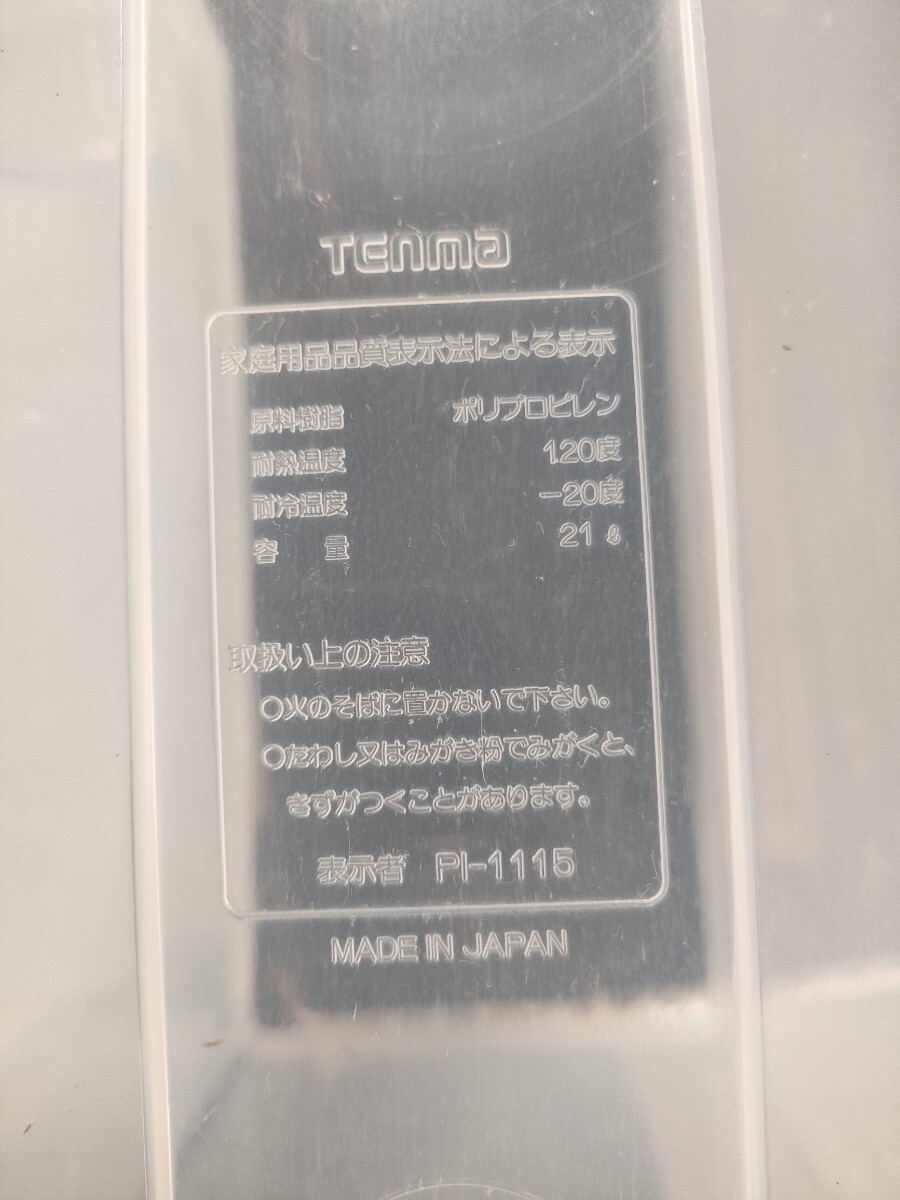 Tenma
家庭用品品質表示法による表示
原料樹脂 ポリプロピレン
耐熱温度 120度
耐冷温度 -20度
容 量 21ℓ
取扱い上の注意
○火のそばに置かないで下さい。
○たわし又はみがき粉でみがくと、
きずがつくことがあります。
表示者 PI-1115
MADE IN JAPAN